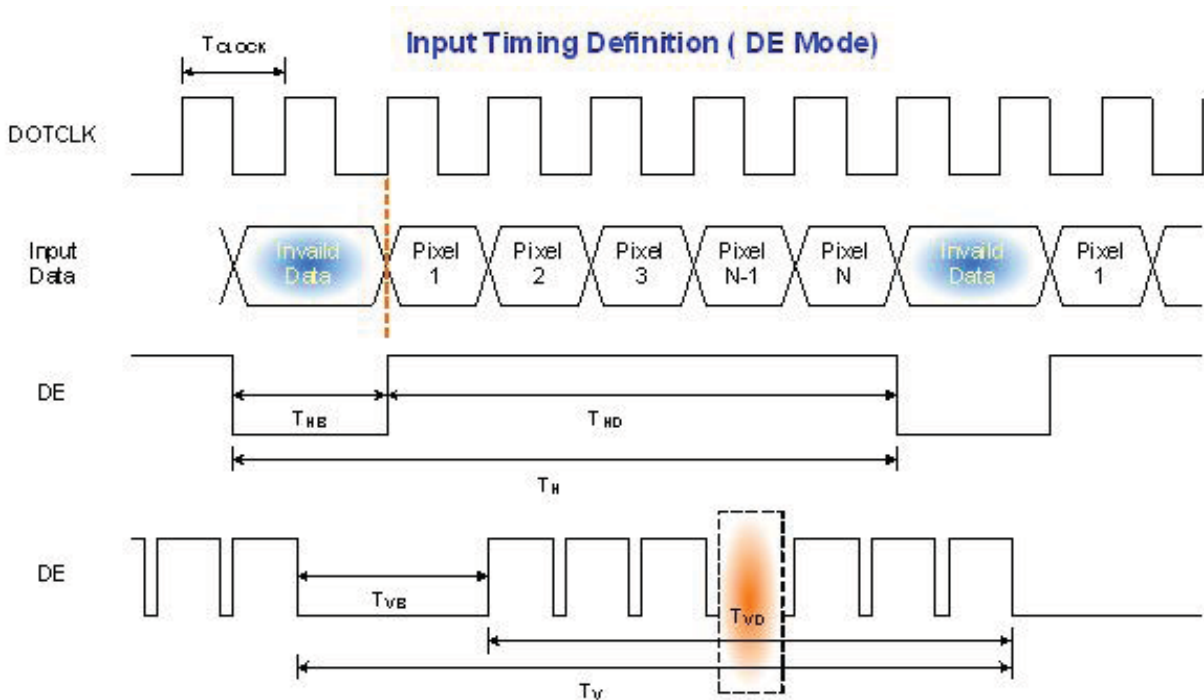 Input Timing Definition ( DE Mode)
TCLOCK
DOTCLK
Input
Data
Invaild
Data
Pixel
1
Pixel
2
Pixel
3
Pixel
N-1
Pixel
N
Invaild
Data
Pixel
1
DE
THB
THD
TH
DE
TVB
TVD
TV